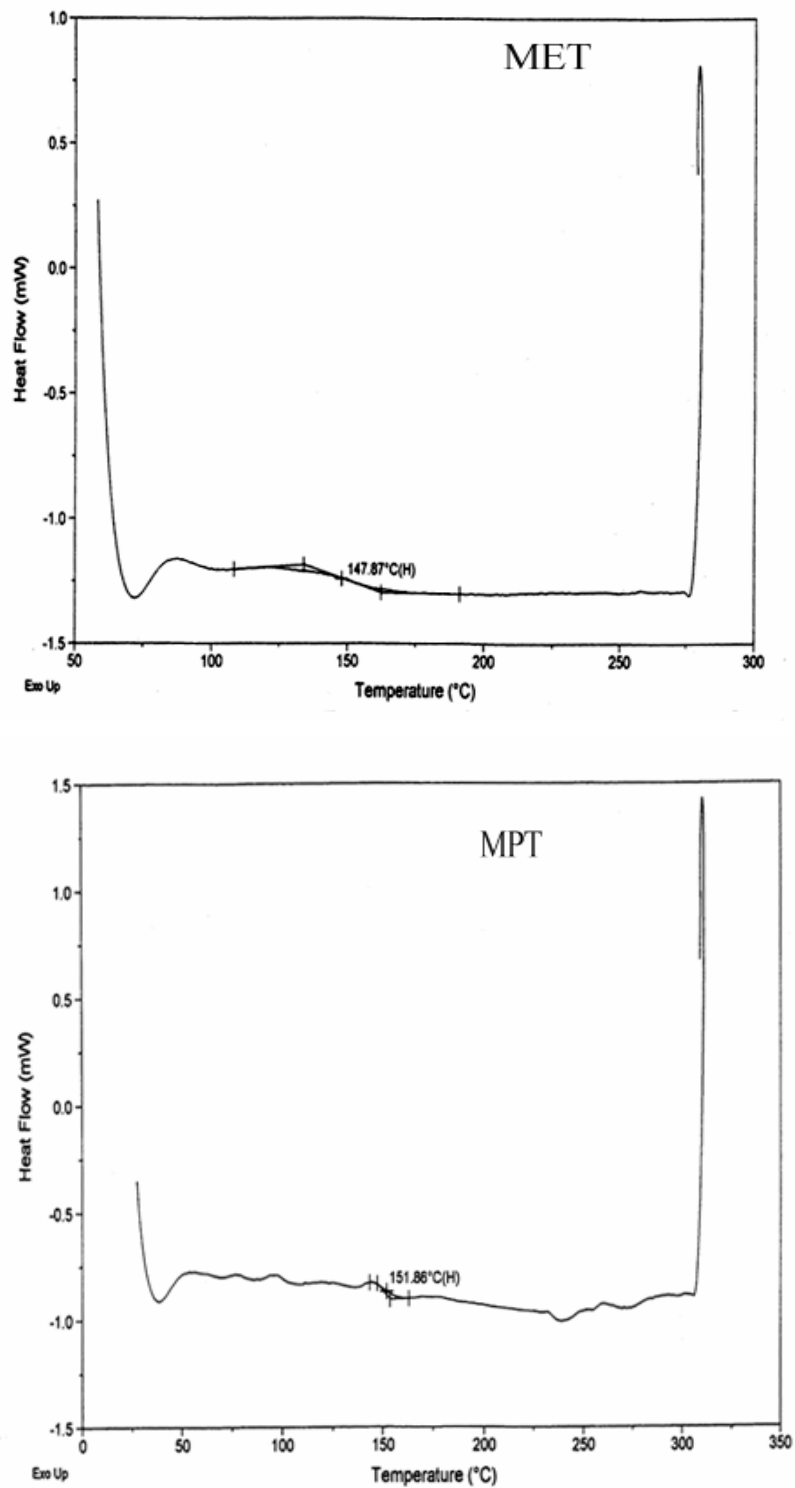 MET
1.0
0.5
0.0
-0.5
-1.0
-1.5
Heat Flow (mW)
147.87°C(H)
50
100
150
200
250
300
Exo Up
Temperature (°C)
MPT
1.5
1.0
0.5
0.0
-0.5
-1.0
-1.5
Heat Flow (mW)
151.86°C(H)
0
50
100
150
200
250
300
350
Exo Up
Temperature (°C)